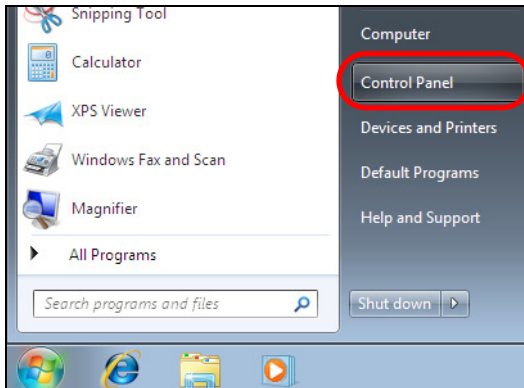 Snipping Tool
Calculator
XPS Viewer
Windows Fax and Scan
Magnifier
All Programs
Search programs and files
Computer
Control Panel
Devices and Printers
Default Programs
Help and Support
Shut down